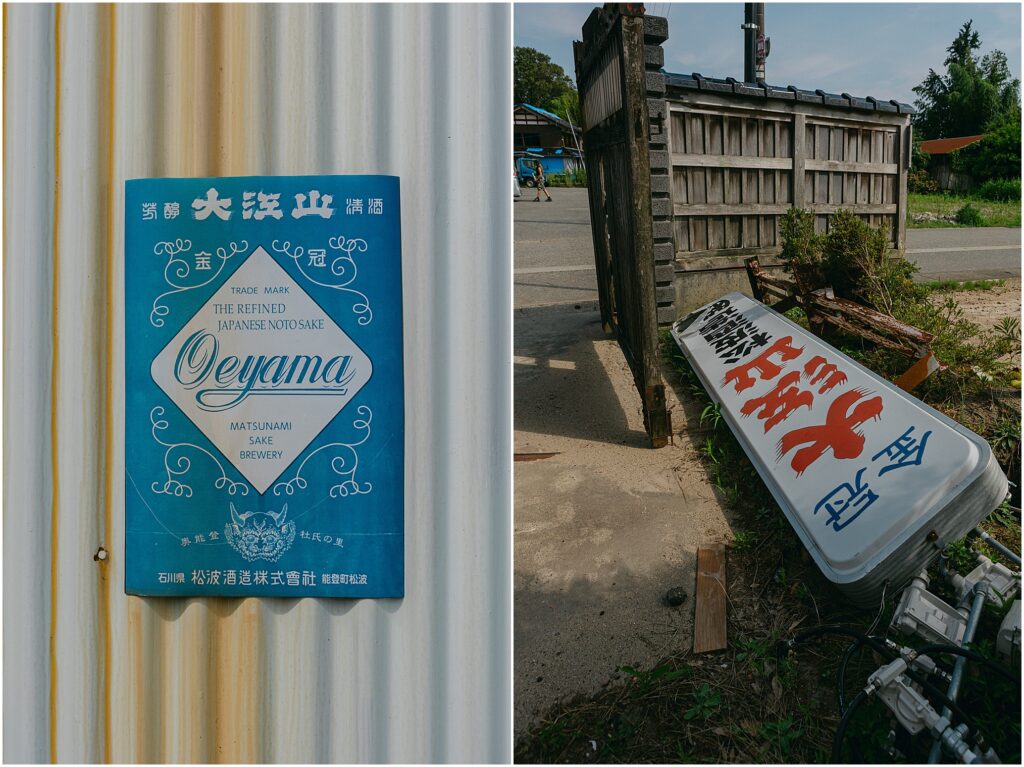 芳醇 大江山 清酒
金 冠
TRADE MARK
THE REFINED
JAPANESE NOTO SAKE
Oeyama
MATSUNAMI
SAKE
BREWERY
奥能登 杜氏の里
石川県 松波酒造株式會社 能登町松波
金冠
大江山